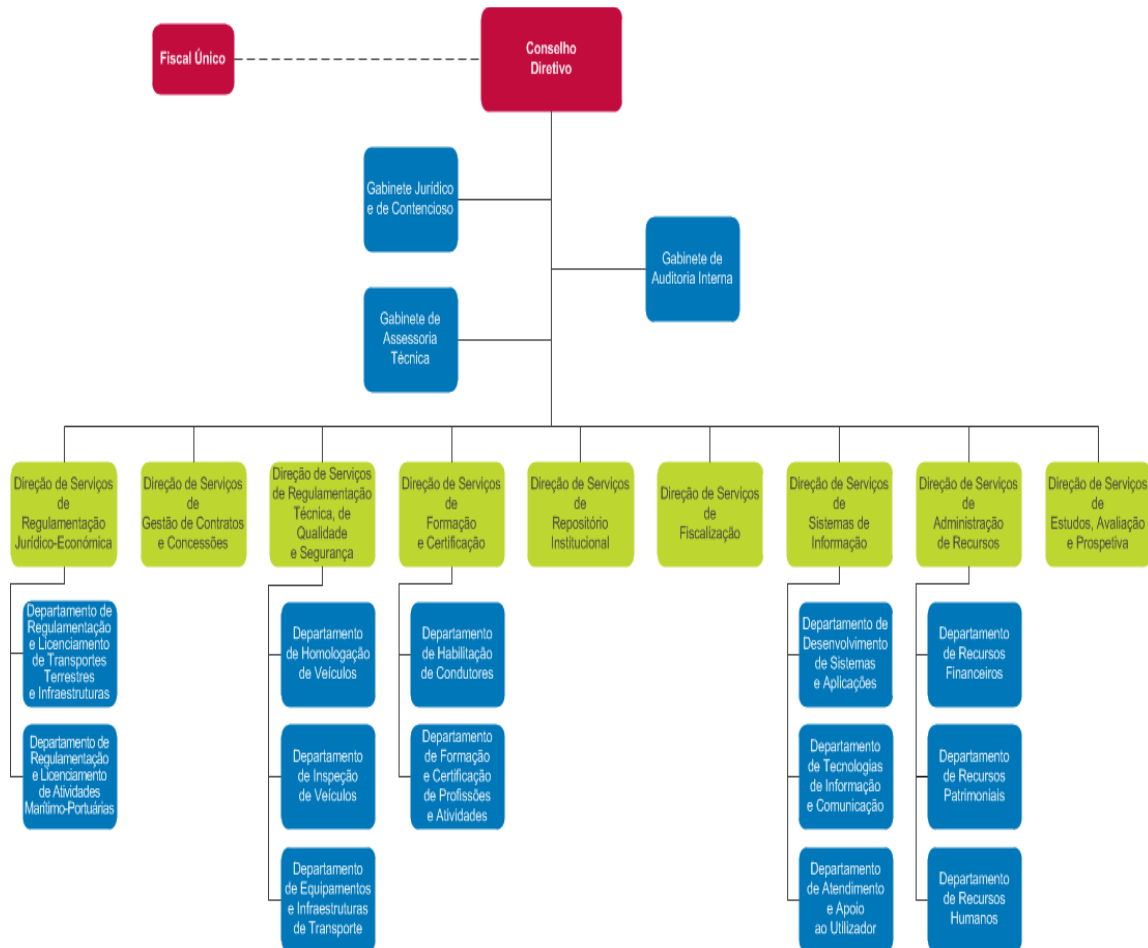 Fiscal Único
Conselho
Diretivo
Gabinete Jurídico
e de Contencioso
Gabinete de
Auditoria Interna
Gabinete de
Assessoria
Técnica
Direção de Serviços
de
Regulamentação
Jurídico-Económica
Direção de Serviços
de
Gestão de Contratos
e Concessões
Direção de Serviços
de Regulamentação
Técnica, de
Qualidade
e Segurança
Direção de Serviços
de
Formação
e Certificação
Direção de Serviços
de
Repositório
Institucional
Direção de Serviços
de
Fiscalização
Direção de Serviços
de
Sistemas de
Informação
Direção de Serviços
de
Administração
de Recursos
Direção de Serviços
de
Estudos, Avaliação
e Prospetiva
Departamento de
Regulamentação
e Licenciamento
de Transportes
Terrestres
e Infraestruturas
Departamento
de Homologação
de Veículos
Departamento
de Habilitação
de Condutores
Departamento de
Desenvolvimento
de Sistemas
e Aplicações
Departamento
de Recursos
Financeiros
Departamento de
Regulamentação
e Licenciamento
de Atividades
Marítimo-Portuárias
Departamento
de Inspeção
de Veículos
Departamento
de Formação
e Certificação
de Profissões
e Atividades
Departamento
de Tecnologias
de Informação
e Comunicação
Departamento
de Recursos
Patrimoniais
Departamento
de Equipamentos
e Infraestruturas
de Transporte
Departamento
de Atendimento
e Apoio
ao Utilizador
Departamento
de Recursos
Humanos